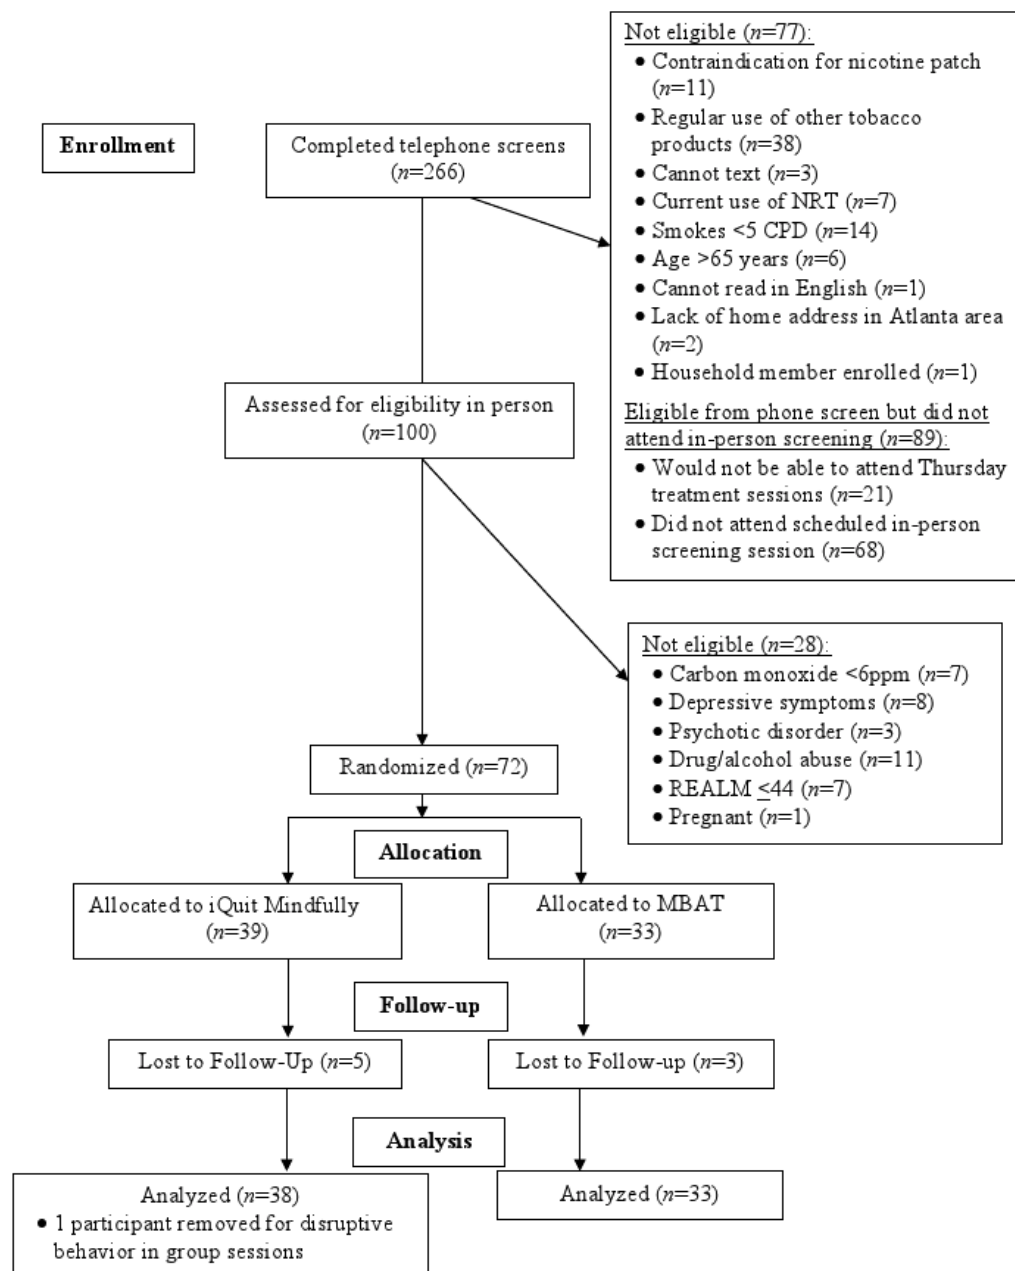 Enrollment
Completed telephone screens
(n=266)
Not eligible (n=77):
• Contraindication for nicotine patch
(n=11)
• Regular use of other tobacco
products (n=38)
• Cannot text (n=3)
• Current use of NRT (n=7)
• Smokes <5 CPD (n=14)
• Age >65 years (n=6)
• Cannot read in English (n=1)
• Lack of home address in Atlanta area
(n=2)
• Household member enrolled (n=1)
Eligible from phone screen but did not
attend in-person screening (n=89):
• Would not be able to attend Thursday
treatment sessions (n=21)
• Did not attend scheduled in-person
screening session (n=68)
Assessed for eligibility in person
(n=100)
Not eligible (n=28):
• Carbon monoxide <6ppm (n=7)
• Depressive symptoms (n=8)
• Psychotic disorder (n=3)
• Drug/alcohol abuse (n=11)
• REALM ≤44 (n=7)
• Pregnant (n=1)
Randomized (n=72)
Allocation
Allocated to iQuit Mindfully
(n=39)
Allocated to MBAT
(n=33)
Follow-up
Lost to Follow-Up (n=5)
Lost to Follow-up (n=3)
Analysis
Analyzed (n=38)
• 1 participant removed for disruptive
behavior in group sessions
Analyzed (n=33)